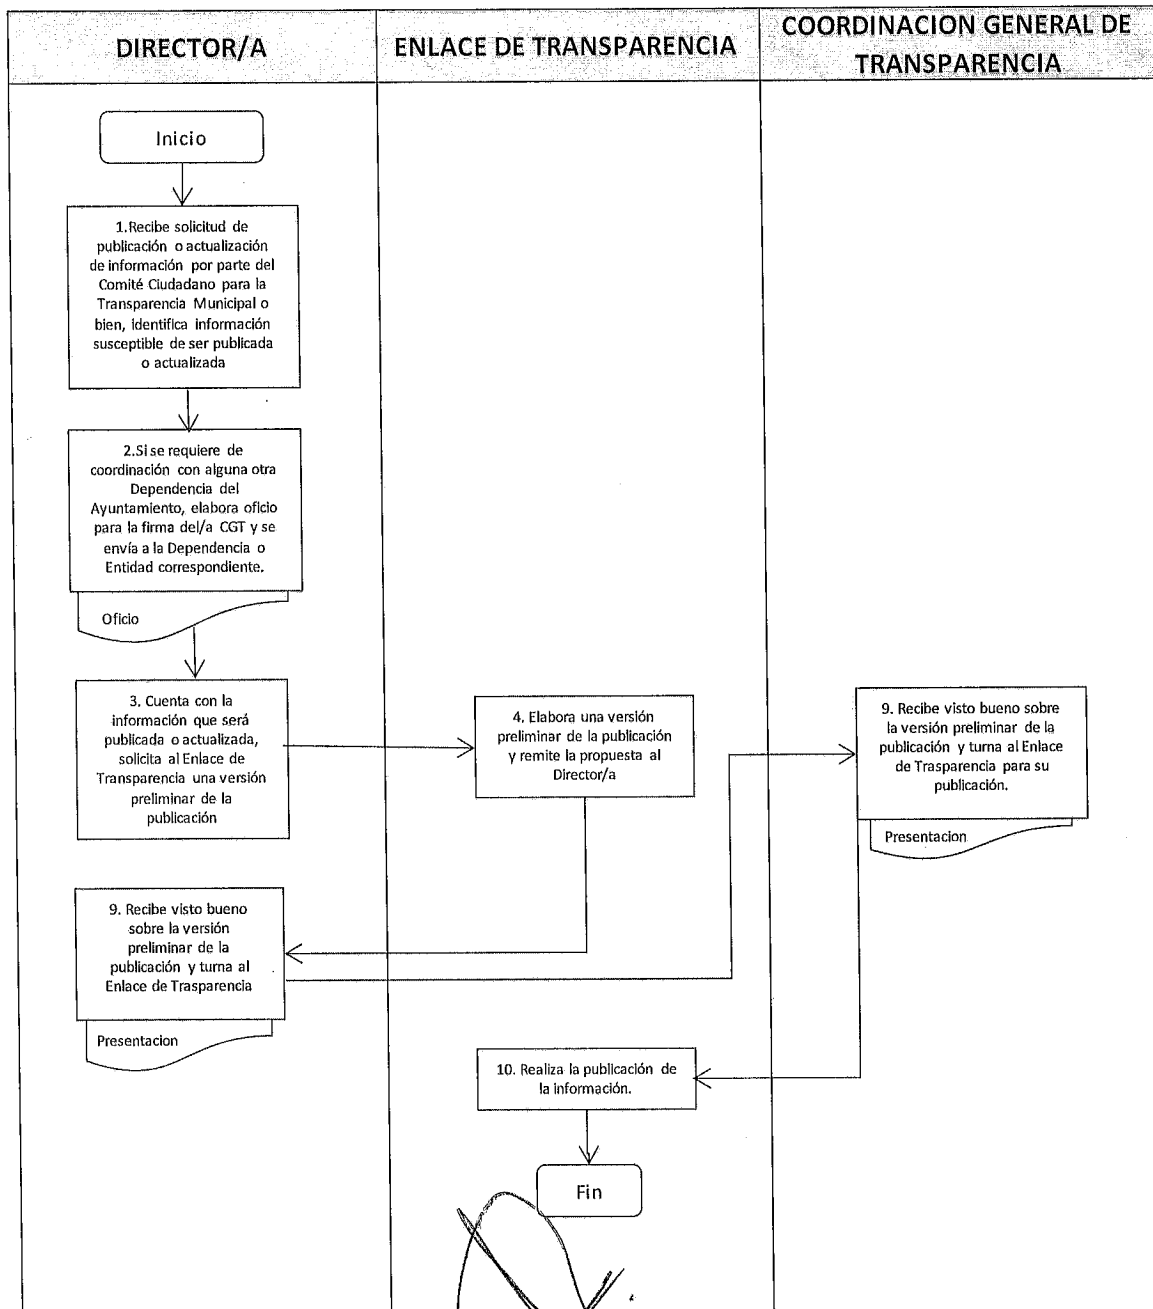 DIRECTOR/A
ENLACE DE TRANSPARENCIA
COORDINACION GENERAL DE
TRANSPARENCIA
Inicio
1.Recibe solicitud de
publicación o actualización
de información por parte del
Comité Ciudadano para la
Transparencia Municipal o
bien, identifica información
susceptible de ser publicada
o actualizada
2.Si se requiere de
coordinación con alguna otra
Dependencia del
Ayuntamiento, elabora oficio
para la firma del/a CGT y se
envía a la Dependencia o
Entidad correspondiente.
Oficio
3. Cuenta con la
información que será
publicada o actualizada,
solicita al Enlace de
Transparencia una versión
preliminar de la
publicación
4. Elabora una versión
preliminar de la publicación
y remite la propuesta al
Director/a
9. Recibe visto bueno sobre
la versión preliminar de la
publicación y turna al Enlace
de Trasparencia para su
publicación.
Presentacion
9. Recibe visto bueno
sobre la versión
preliminar de la
publicación y turna al
Enlace de Trasparencia
Presentacion
10. Realiza la publicación de
la información.
Fin